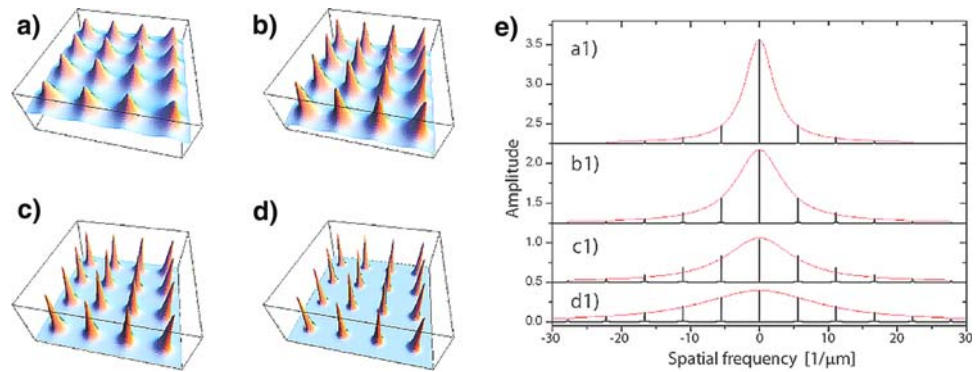 a)
b)
c)
d)
e)
Amplitude
3.5
3.0
2.5
2.0
1.5
1.0
0.5
0.0
a1)
b1)
c1)
d1)
-30 -20 -10 0 10 20 30
Spatial frequency [1/μm]